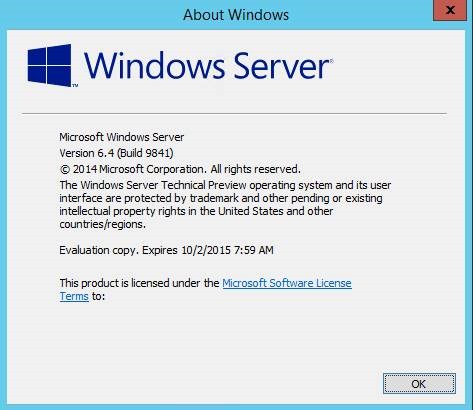 About Windows
x
Windows Server®
™
Microsoft Windows Server
Version 6.4 (Build 9841)
© 2014 Microsoft Corporation. All rights reserved.
The Windows Server Technical Preview operating system and its user
interface are protected by trademark and other pending or existing
intellectual property rights in the United States and other
countries/regions.
Evaluation copy. Expires 10/2/2015 7:59 AM
This product is licensed under the Microsoft Software License
Terms to:
OK